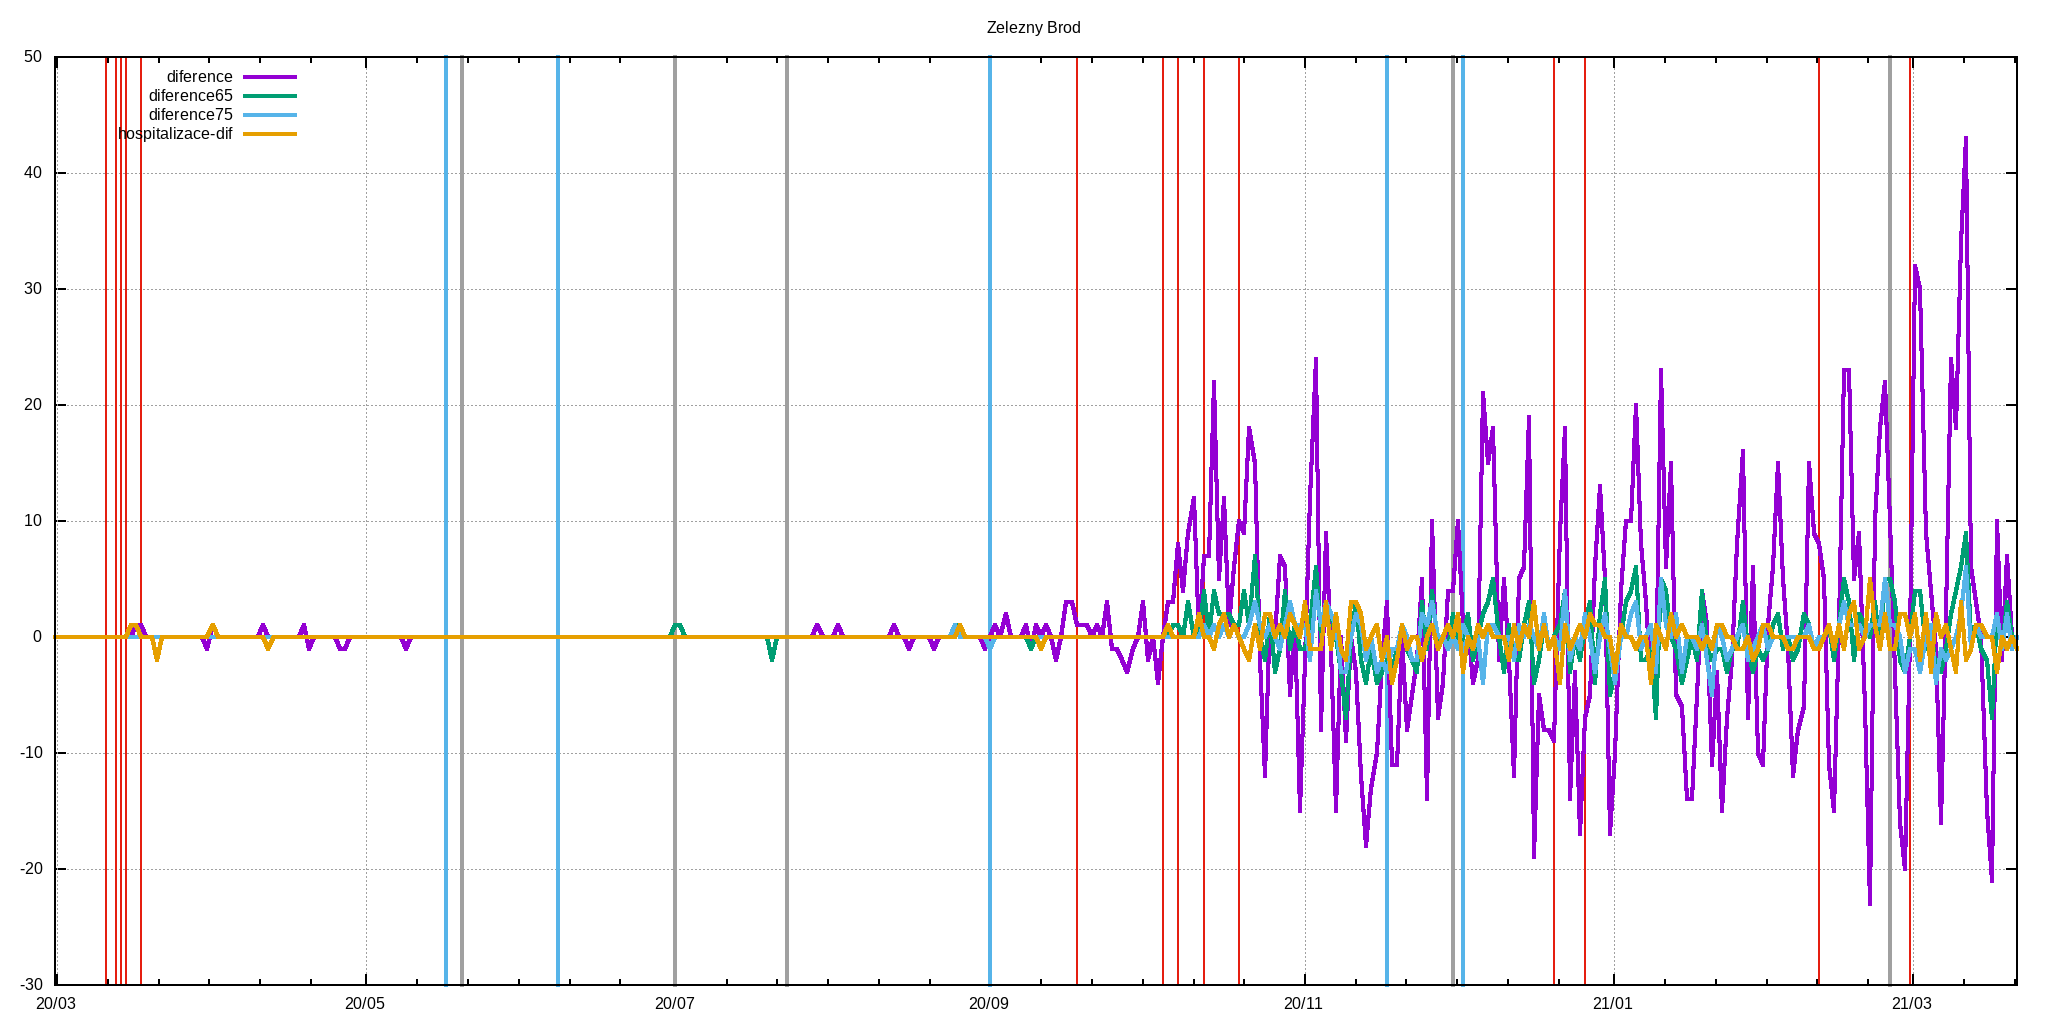 Zelezny Brod
50
40
30
20
10
0
-10
-20
-30
diference
diference65
diference75
hospitalizace-dif
20/03 20/05 20/07 20/09 20/11 21/01 21/03